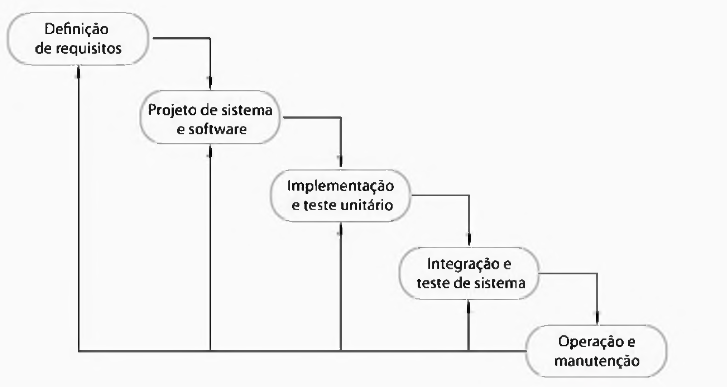 Definição
de requisitos
Projeto de sistema
e software
Implementação
e teste unitário
Integração e
teste de sistema
Operação e
manutenção